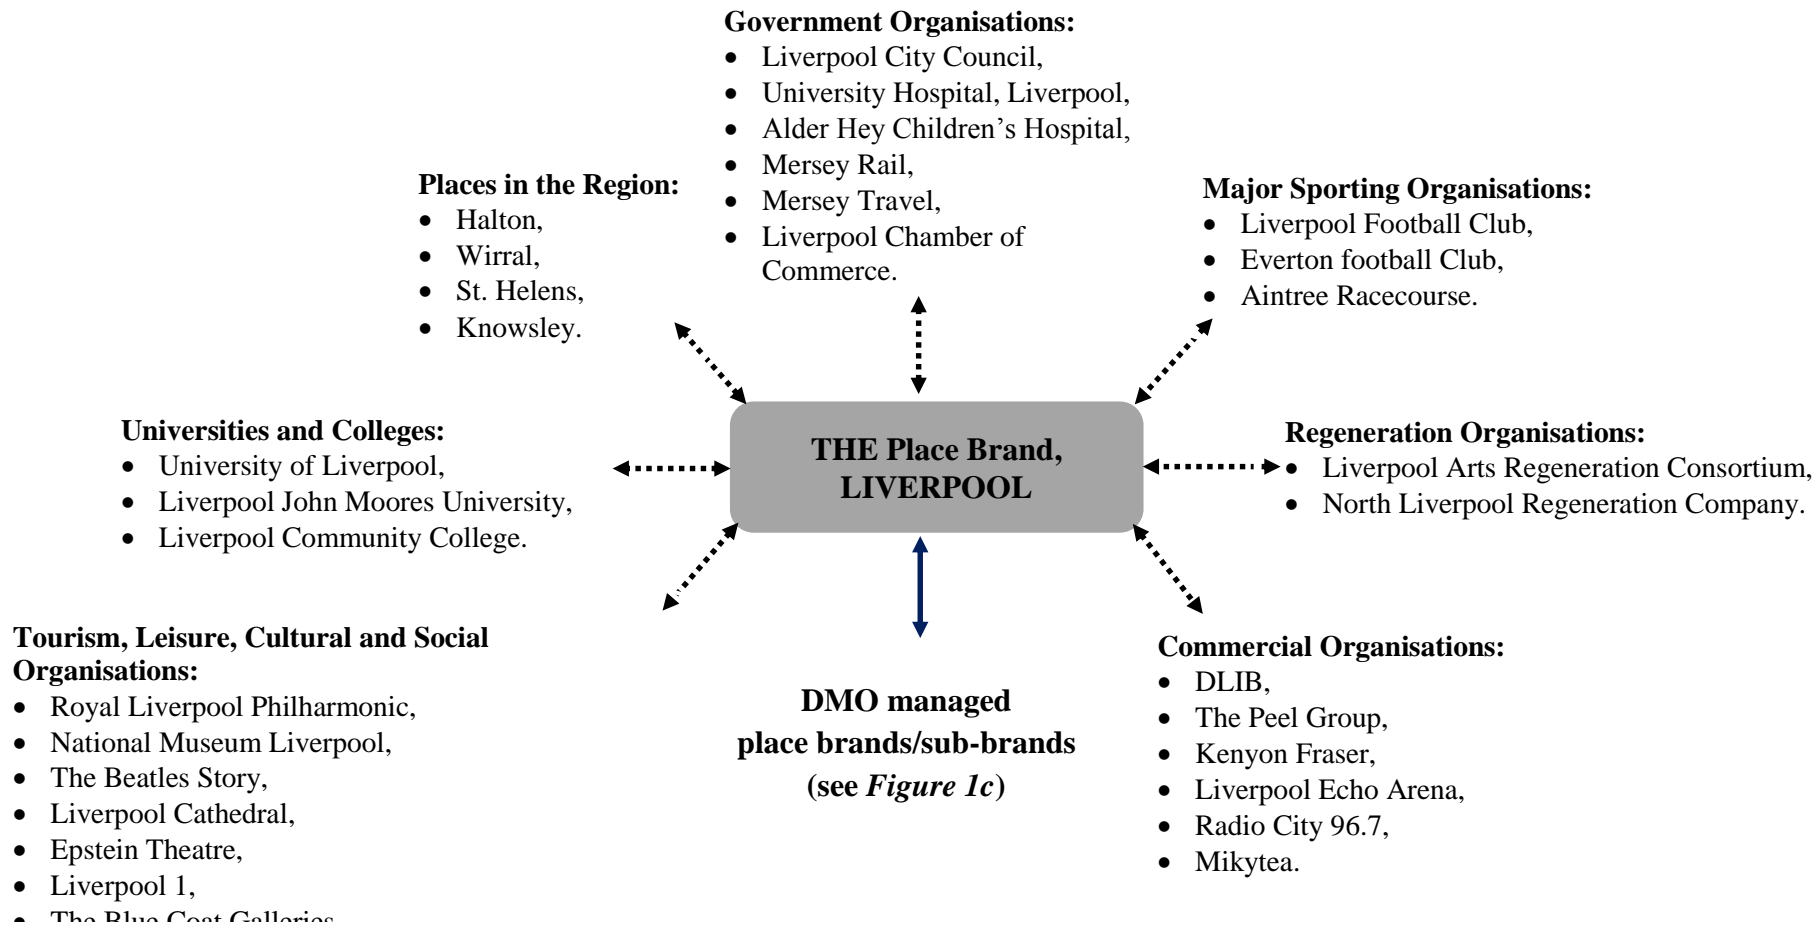 Government Organisations:
• Liverpool City Council,
• University Hospital, Liverpool,
• Alder Hey Children’s Hospital,
• Mersey Rail,
• Mersey Travel,
• Liverpool Chamber of
Commerce.
Places in the Region:
• Halton,
• Wirral,
• St. Helens,
• Knowsley.
Major Sporting Organisations:
• Liverpool Football Club,
• Everton football Club,
• Aintree Racecourse.
Universities and Colleges:
• University of Liverpool,
• Liverpool John Moores University,
• Liverpool Community College.
THE Place Brand,
LIVERPOOL
Regeneration Organisations:
• Liverpool Arts Regeneration Consortium,
• North Liverpool Regeneration Company.
Tourism, Leisure, Cultural and Social
Organisations:
• Royal Liverpool Philharmonic,
• National Museum Liverpool,
• The Beatles Story,
• Liverpool Cathedral,
• Epstein Theatre,
• Liverpool 1,
• The Blue Coat Galleries
DMO managed
place brands/sub-brands
(see Figure 1c)
Commercial Organisations:
• DLIB,
• The Peel Group,
• Kenyon Fraser,
• Liverpool Echo Arena,
• Radio City 96.7,
• Mikytea.